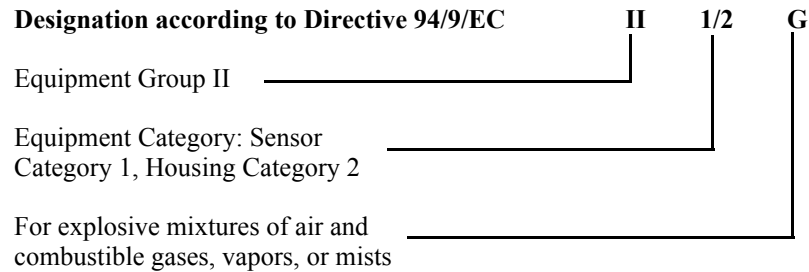 Designation according to Directive 94/9/EC II 1/2 G
Equipment Group II
Equipment Category: Sensor
Category 1, Housing Category 2
For explosive mixtures of air and
combustible gases, vapors, or mists